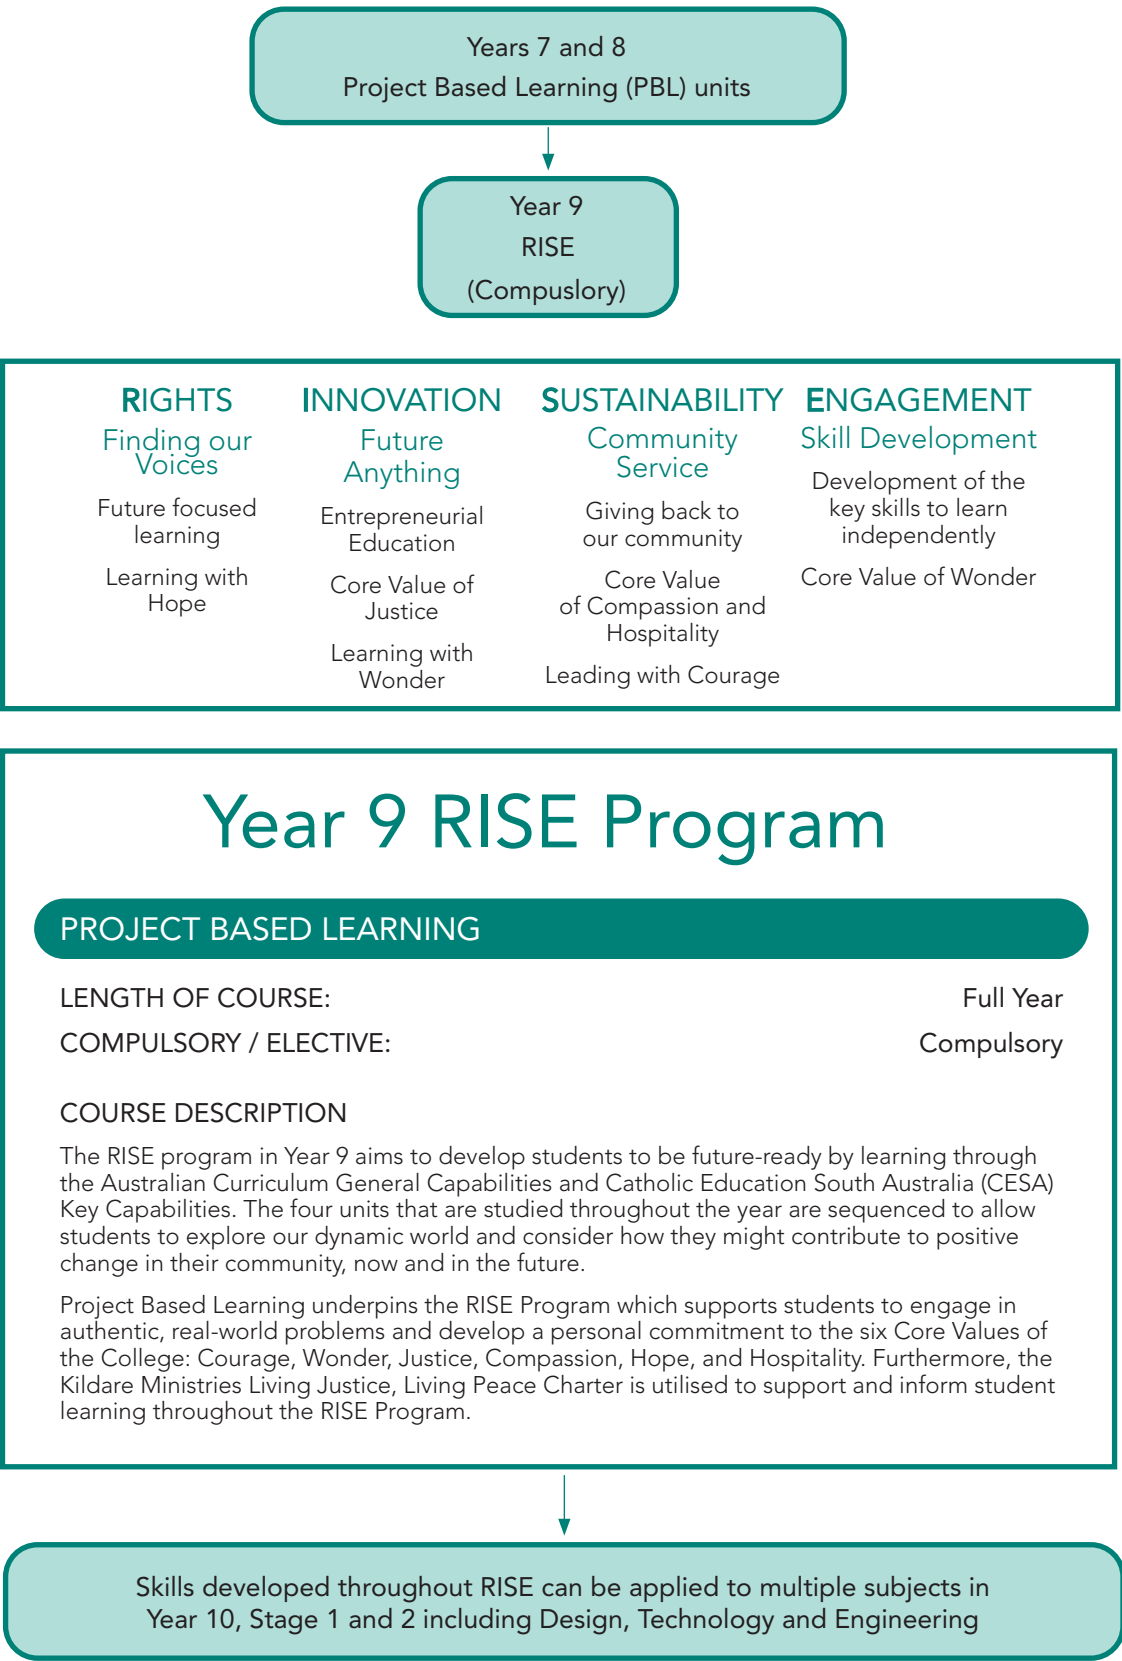 Years 7 and 8
Project Based Learning (PBL) units
Year 9
RISE
(Compuslory)
RIGHTS
Finding our
Voices
Future focused
learning
Learning with
Hope
INNOVATION
Future
Anything
Entrepreneurial
Education
Core Value of
Justice
Learning with
Wonder
SUSTAINABILITY
Community
Service
Giving back to
our community
Core Value
of Compassion and
Hospitality
Leading with Courage
ENGAGEMENT
Skill Development
Development of the
key skills to learn
independently
Core Value of Wonder
Year 9 RISE Program
PROJECT BASED LEARNING
LENGTH OF COURSE: Full Year
COMPULSORY / ELECTIVE: Compulsory
COURSE DESCRIPTION
The RISE program in Year 9 aims to develop students to be future-ready by learning through
the Australian Curriculum General Capabilities and Catholic Education South Australia (CESA)
Key Capabilities. The four units that are studied throughout the year are sequenced to allow
students to explore our dynamic world and consider how they might contribute to positive
change in their community, now and in the future.
Project Based Learning underpins the RISE Program which supports students to engage in
authentic, real-world problems and develop a personal commitment to the six Core Values of
the College: Courage, Wonder, Justice, Compassion, Hope, and Hospitality. Furthermore, the
Kildare Ministries Living Justice, Living Peace Charter is utilised to support and inform student
learning throughout the RISE Program.
Skills developed throughout RISE can be applied to multiple subjects in
Year 10, Stage 1 and 2 including Design, Technology and Engineering